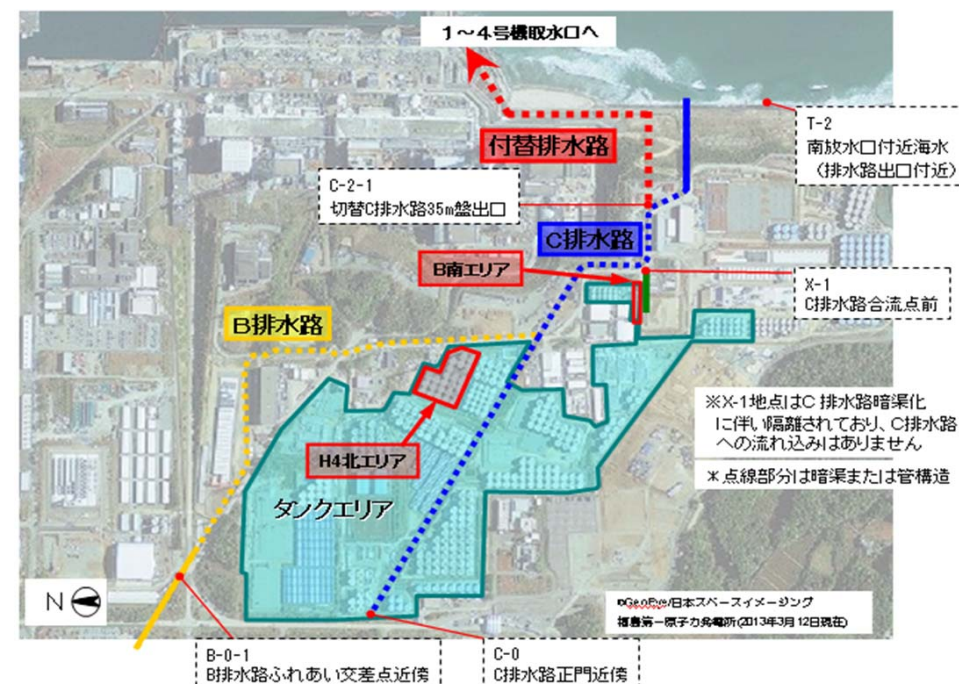 1～4号機取水口へ
T-2
南放水口付近海水
（排水路出口付近）
付替排水路
C-2-1
切替C排水路35m盤出口
C排水路
B南エリア
X-1
C排水路合流点前
B排水路
※X-1地点はC排水路暗渠化
に伴い隔離されており、C排水路
への流れ込みはありません
H4北エリア
＊点線部分は暗渠または管構造
タンクエリア
N
©GeoEye/日本スペースイメージング
福島第一原子力発電所(2013年3月12日現在)
B-0-1
B排水路ふれあい交差点近傍
C-0
C排水路正門近傍